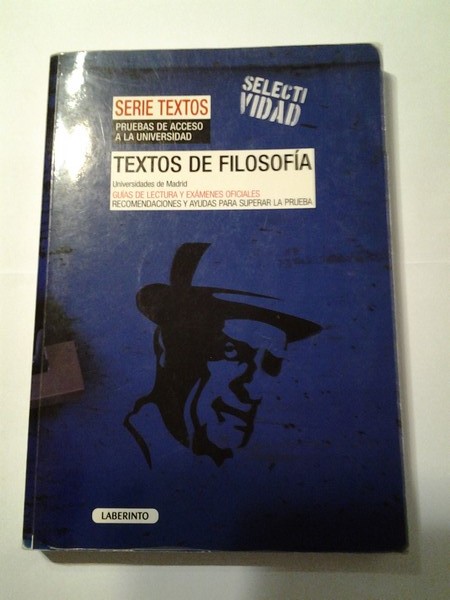 SELECTI
VIDAD
SERIE TEXTOS
PRUEBAS DE ACCESO
A LA UNIVERSIDAD
TEXTOS DE FILOSOFÍA
Universidades de Madrid
GUÍAS DE LECTURA Y EXÁMENES OFICIALES
RECOMENDACIONES Y AYUDAS PARA SUPERAR LA PRUEBA
LABERINTO